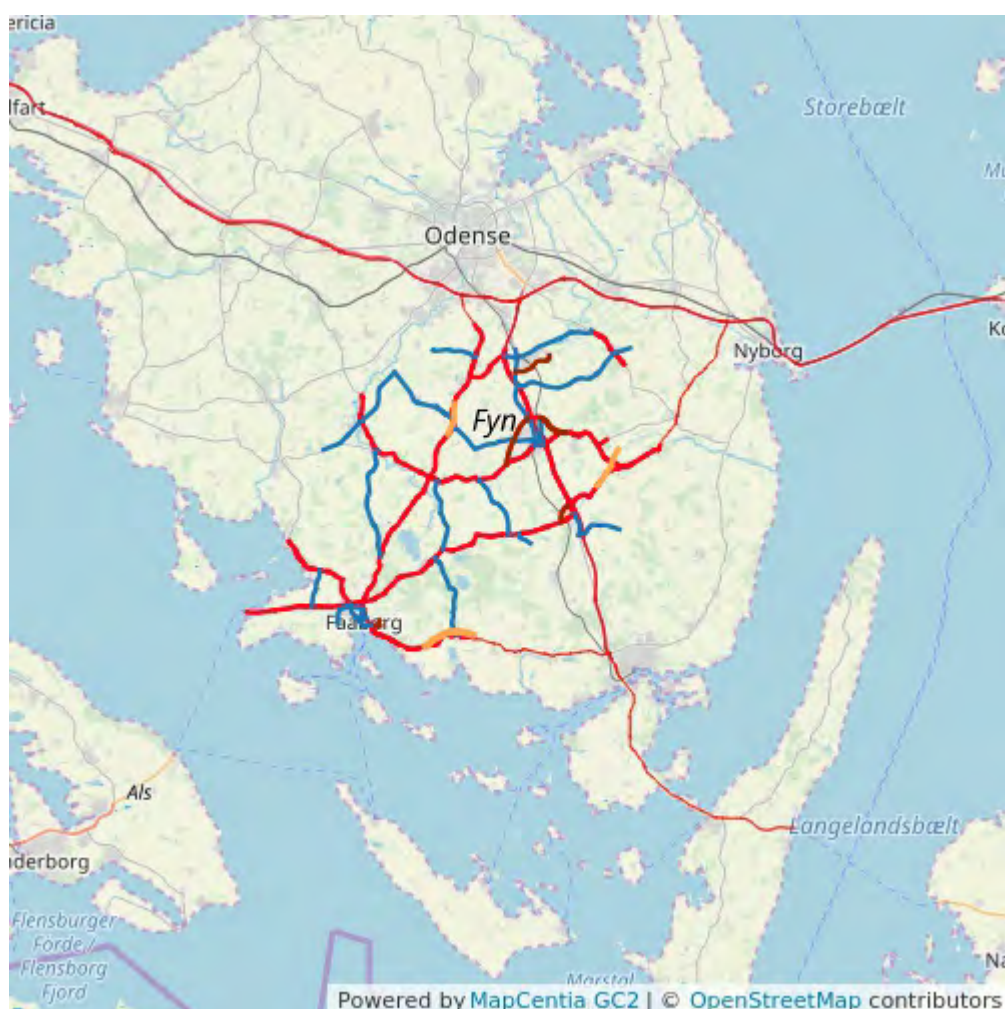 ericia
lfart
Storebælt
Odense
Nyborg
Fyn
Faaborg
Als
Langelandsbælt
nderborg
Flensburger
Förde /
Flensborg
Fjord
Marstal
Powered by MapCentia GC2 | © OpenStreetMap contributors